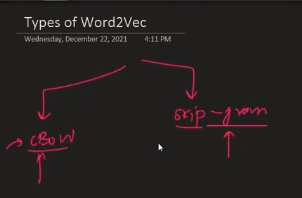 Types of Word2Vec
Wednesday, December 22, 2021 4:11 PM
CBOW
skip-gram